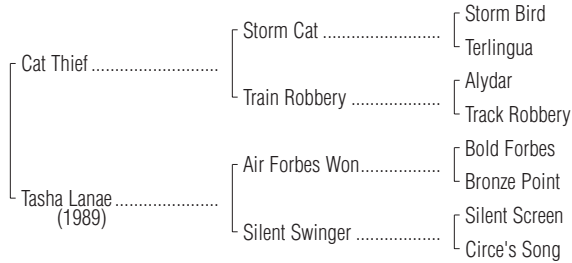 Storm Bird
Storm Cat ......................
Terlingua
Cat Thief ........................
Alydar
Train Robbery .................
Track Robbery
Bold Forbes
Air Forbes Won...............
Bronze Point
Tasha Lanae ...................
(1989)
Silent Screen
Silent Swinger ................
Circe's Song